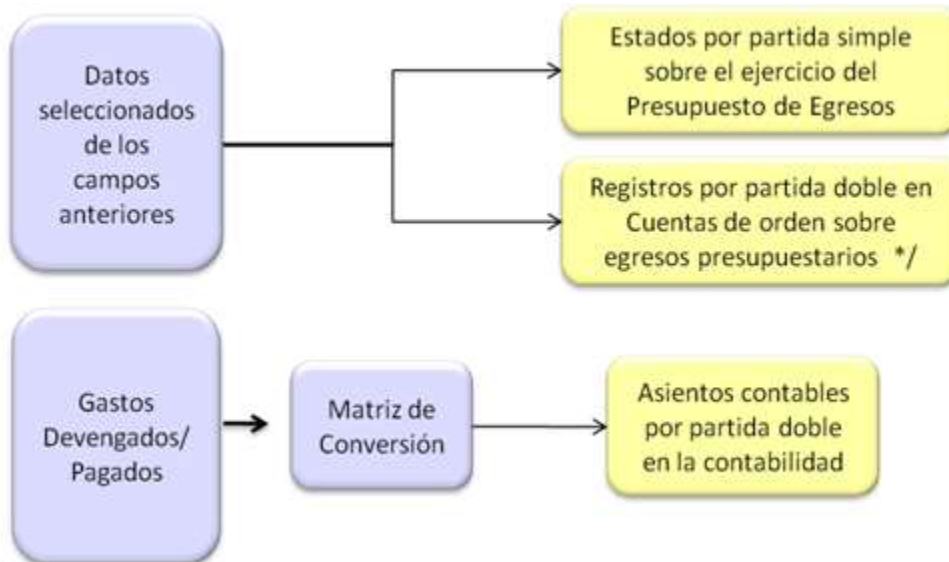 Datos
seleccionados
de los
campos
anteriores
Estados por partida simple
sobre el ejercicio del
Presupuesto de Egresos
Registros por partida doble en
Cuentas de orden sobre
egresos presupuestarios */
Gastos
Devengados/
Pagados
Matriz de
Conversión
Asientos contables
por partida doble
en la contabilidad